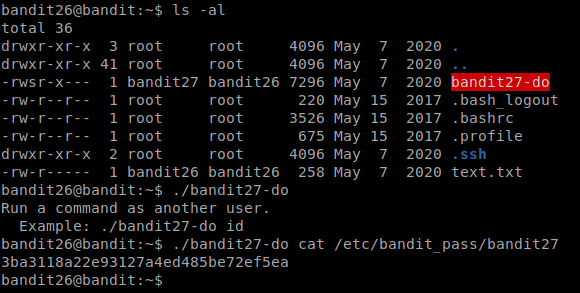 bandit26@bandit:~$ ls -al
total 36
drwxr-xr-x  3 root     root     4096 May  7  2020 .
drwxr-xr-x 41 root     root     4096 May  7  2020 ..
-rwsr-x---  1 bandit27 bandit26 7296 May  7  2020 bandit27-do
-rw-r--r--  1 root     root      220 May 15  2017 .bash_logout
-rw-r--r--  1 root     root     3526 May 15  2017 .bashrc
-rw-r--r--  1 root     root      675 May 15  2017 .profile
drwxr-xr-x  2 root     root     4096 May  7  2020 .ssh
-rw-r-----  1 bandit26 bandit26  258 May  7  2020 text.txt
bandit26@bandit:~$ ./bandit27-do
Run a command as another user.
  Example: ./bandit27-do id
bandit26@bandit:~$ ./bandit27-do cat /etc/bandit_pass/bandit27
3ba3118a22e93127a4ed485be72ef5ea
bandit26@bandit:~$